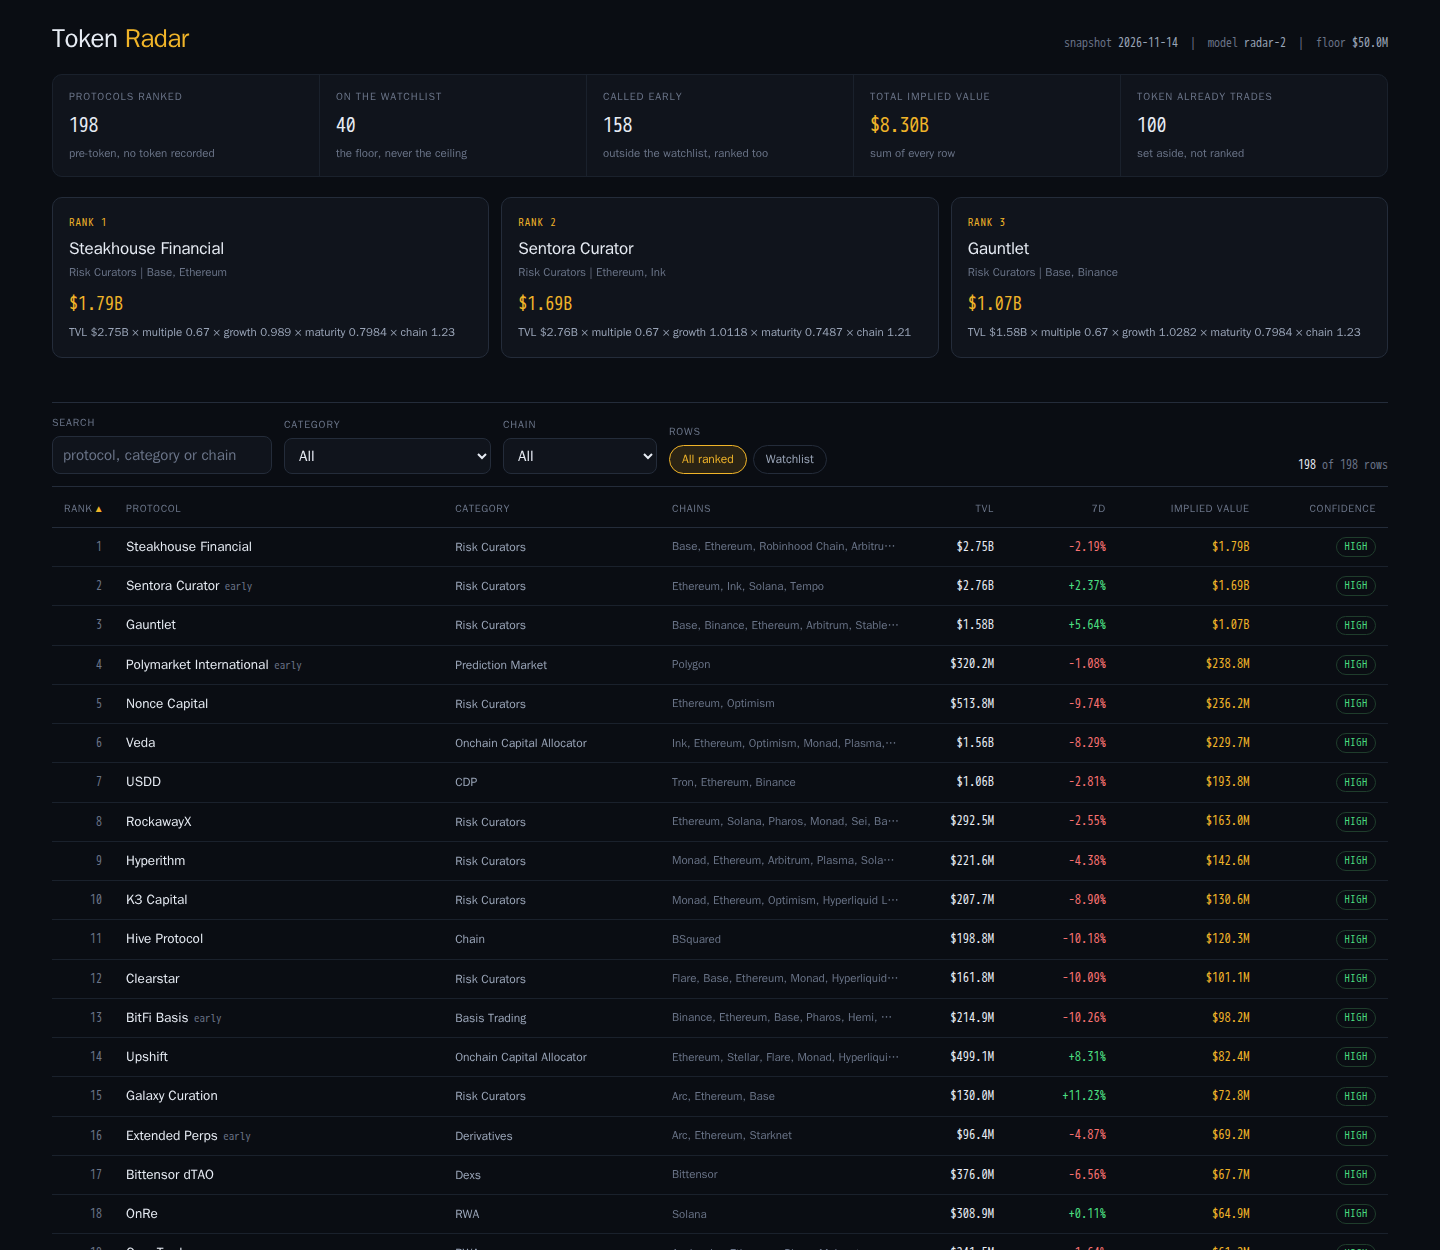 Token Radar
snapshot 2026-11-14 | model radar-2 | floor $50.0M
PROTOCOLS RANKED
198
pre-token, no token recorded
ON THE WATCHLIST
40
the floor, never the ceiling
CALLED EARLY
158
outside the watchlist, ranked too
TOTAL IMPLIED VALUE
$8.30B
sum of every row
TOKEN ALREADY TRADES
100
set aside, not ranked
RANK 1
Steakhouse Financial
Risk Curators | Base, Ethereum
$1.79B
TVL $2.75B × multiple 0.67 × growth 0.989 × maturity 0.7984 × chain 1.23
RANK 2
Sentora Curator
Risk Curators | Ethereum, Ink
$1.69B
TVL $2.76B × multiple 0.67 × growth 1.0118 × maturity 0.7487 × chain 1.21
RANK 3
Gauntlet
Risk Curators | Base, Binance
$1.07B
TVL $1.58B × multiple 0.67 × growth 1.0282 × maturity 0.7984 × chain 1.23
SEARCH
protocol, category or chain
CATEGORY
All
CHAIN
All
ROWS
All ranked Watchlist
198 of 198 rows
RANK ▲ PROTOCOL CATEGORY CHAINS TVL 7D IMPLIED VALUE CONFIDENCE
1 Steakhouse Financial Risk Curators Base, Ethereum, Robinhood Chain, Arbitru… $2.75B -2.19% $1.79B HIGH
2 Sentora Curator early Risk Curators Ethereum, Ink, Solana, Tempo $2.76B +2.37% $1.69B HIGH
3 Gauntlet Risk Curators Base, Binance, Ethereum, Arbitrum, Stable… $1.58B +5.64% $1.07B HIGH
4 Polymarket International early Prediction Market Polygon $320.2M -1.08% $238.8M HIGH
5 Nonce Capital Risk Curators Ethereum, Optimism $513.8M -9.74% $236.2M HIGH
6 Veda Onchain Capital Allocator Ink, Ethereum, Optimism, Monad, Plasma,… $1.56B -8.29% $229.7M HIGH
7 USDD CDP Tron, Ethereum, Binance $1.06B -2.81% $193.8M HIGH
8 RockawayX Risk Curators Ethereum, Solana, Pharos, Monad, Sei, Ba… $292.5M -2.55% $163.0M HIGH
9 Hyperithm Risk Curators Monad, Ethereum, Arbitrum, Plasma, Sola… $221.6M -4.38% $142.6M HIGH
10 K3 Capital Risk Curators Monad, Ethereum, Optimism, Hyperliquid L… $207.7M -8.90% $130.6M HIGH
11 Hive Protocol Chain BSquared $198.8M -10.18% $120.3M HIGH
12 Clearstar Risk Curators Flare, Base, Ethereum, Monad, Hyperliquid… $161.8M -10.09% $101.1M HIGH
13 BitFi Basis early Basis Trading Binance, Ethereum, Base, Pharos, Hemi, … $214.9M -10.26% $98.2M HIGH
14 Upshift Onchain Capital Allocator Ethereum, Stellar, Flare, Monad, Hyperliqui… $499.1M +8.31% $82.4M HIGH
15 Galaxy Curation Risk Curators Arc, Ethereum, Base $130.0M +11.23% $72.8M HIGH
16 Extended Perps early Derivatives Arc, Ethereum, Starknet $96.4M -4.87% $69.2M HIGH
17 Bittensor dTAO Dexs Bittensor $376.0M -6.56% $67.7M HIGH
18 OnRe RWA Solana $308.9M +0.11% $64.9M HIGH